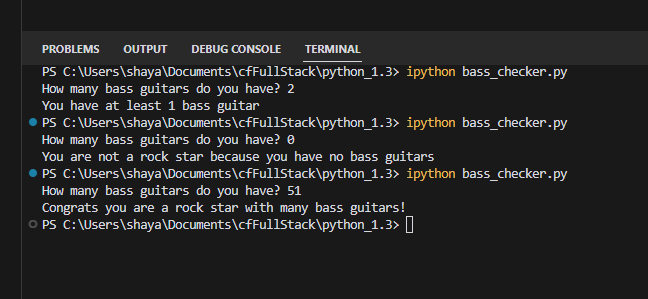 PROBLEMS OUTPUT DEBUG CONSOLE TERMINAL
PS C:\Users\shaya\Documents\cfFullStack\python_1.3> ipython bass_checker.py
How many bass guitars do you have? 2
You have at least 1 bass guitar
PS C:\Users\shaya\Documents\cfFullStack\python_1.3> ipython bass_checker.py
How many bass guitars do you have? 0
You are not a rock star because you have no bass guitars
PS C:\Users\shaya\Documents\cfFullStack\python_1.3> ipython bass_checker.py
How many bass guitars do you have? 51
Congrats you are a rock star with many bass guitars!
PS C:\Users\shaya\Documents\cfFullStack\python_1.3>